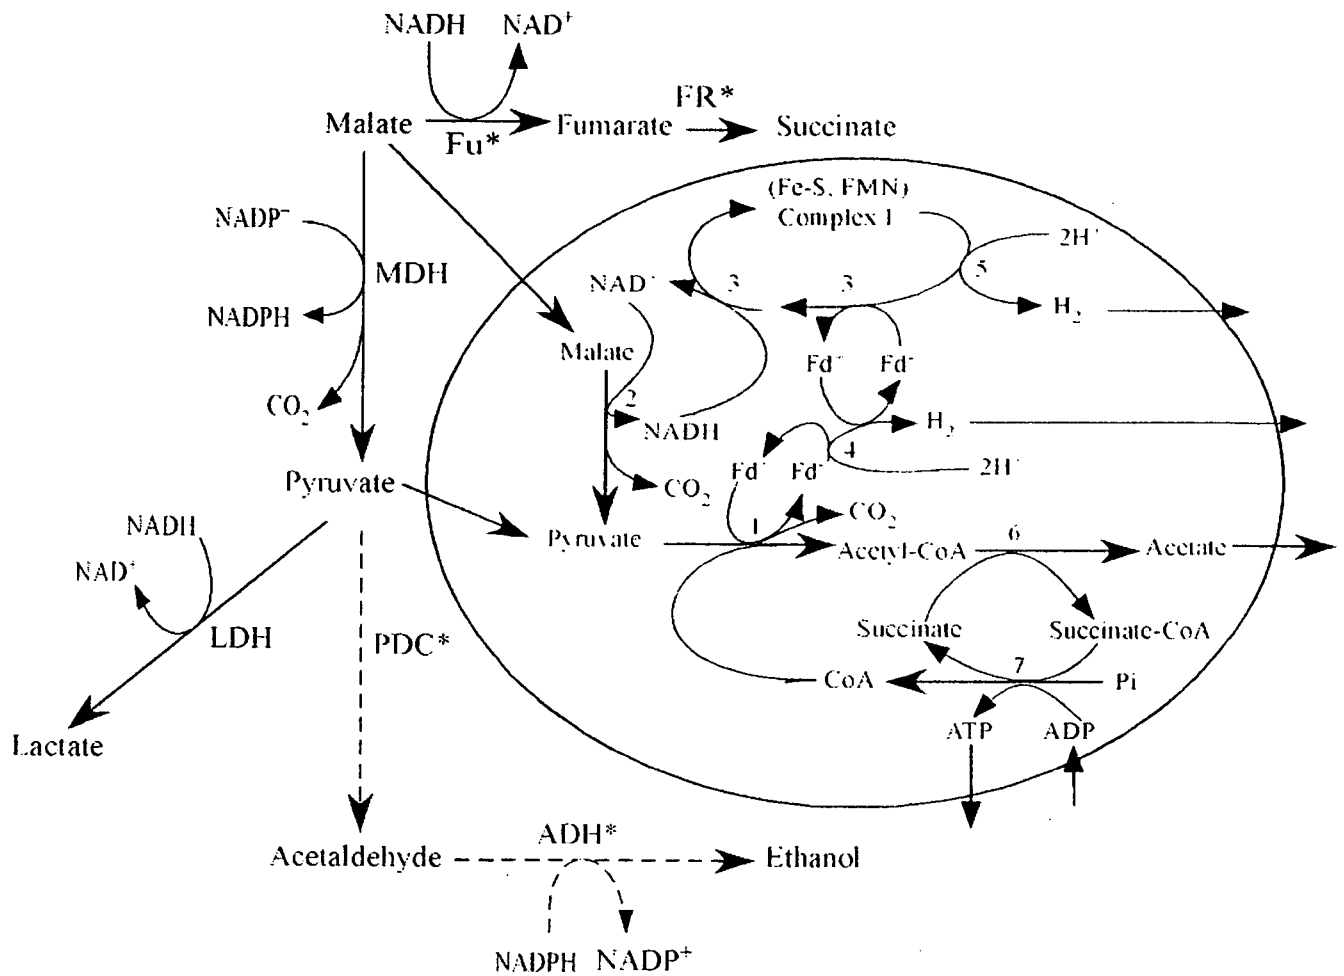 NADH NAD⁺
FR*
Malate Fumarate Succinate
Fu*
(Fe-S, FMN)
Complex I
NADP⁻ 2H⁺
MDH 5
NAD⁺ 3 3
NADPH H₂
Malate Fd⁺ Fd⁻
CO₂ 2
NADH H₂
4
Fd⁺ Fd⁻ 2H⁺
Pyruvate CO₂
CO₂
NADH 1
Pyruvate Acetyl-CoA 6 Acetate
NAD⁺
LDH PDC* Succinate Succinate-CoA
7
CoA Pi
ATP ADP
Lactate
ADH*
Acetaldehyde Ethanol
NADPH NADP⁺